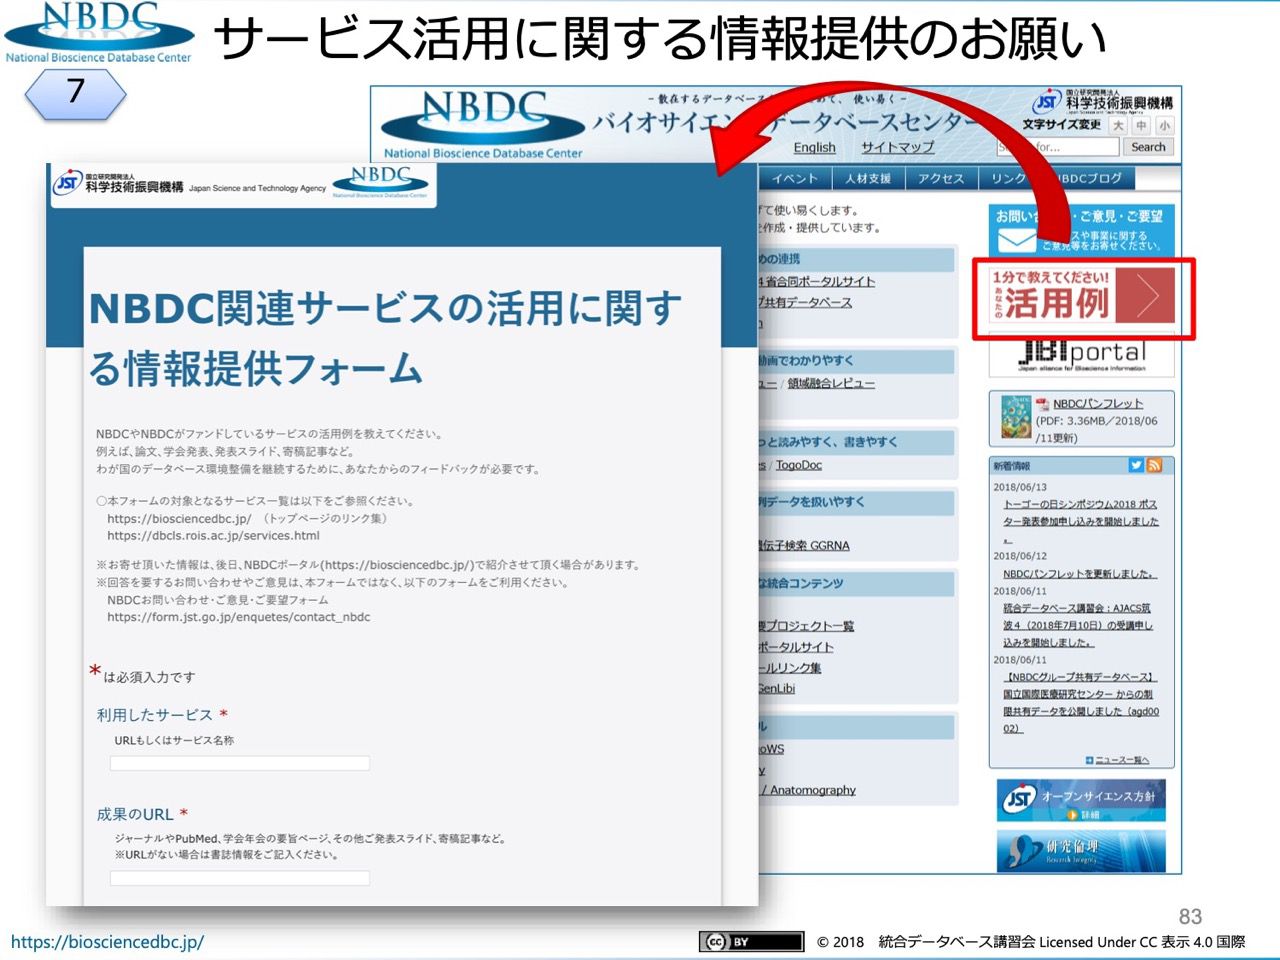 NBDC
National Bioscience Database Center
サービス活用に関する情報提供のお願い
7
NBDC
National Bioscience Database Center
－散在するデータベース
めて、使い易く－
バイオサイエン
データベースセンター
English
サイトマップ
JST
国立研究開発法人
科学技術振興機構
文字サイズ変更 大 中 小
Search
イベント
人材支援
アクセス
リンク
NBDCブログ
JST
国立研究開発法人
科学技術振興機構
Japan Science and Technology Agency
NBDC
National Bioscience Database Center
NBDC関連サービスの活用に関す
る情報提供フォーム
NBDCやNBDCがファンドしているサービスの活用例を教えてください。
例えば、論文、学会発表、発表スライド、寄稿記事など。
わが国のデータベース環境整備を継続するために、あなたからのフィードバックが必要です。
○本フォームの対象となるサービス一覧は以下をご参照ください。
https://biosciencedbc.jp/ （トップページのリンク集）
https://dbcls.rois.ac.jp/services.html
※お寄せ頂いた情報は、後日、NBDCポータル(https://biosciencedbc.jp/)で紹介させて頂く場合があります。
※回答を要するお問い合わせやご意見は、本フォームではなく、以下のフォームをご利用ください。
NBDCお問い合わせ・ご意見・ご要望フォーム
https://form.jst.go.jp/enquetes/contact_nbdc
*は必須入力です
利用したサービス *
URLもしくはサービス名称
成果のURL *
ジャーナルやPubMed、学会年会の要旨ページ、その他ご発表スライド、寄稿記事など。
※URLがない場合は書誌情報をご記入ください。
げて使い易くします。
を作成・提供しています。
めの連携
4省合同ポータルサイト
プ共有データベース
動画でわかりやすく
ュー / 領域融合レビュー
っと読みやすく、書きやすく
es / TogoDoc
列データを扱いやすく
遺伝子検索 GGRNA
な統合コンテンツ
要プロジェクト一覧
ポータルサイト
ールリンク集
GenLibi
ル
oWS
y
/ Anatomography
お問い合
・ご意見・ご要望
スや事業に関する
ご意見等をお寄せください。
1分で教えてください!
あなたの
活用例
JBI portal
Japan alliance for Bioscience Information
NBDCパンフレット
(PDF: 3.36MB／2018/06
/11更新)
新着情報
2018/06/13
トーゴーの日シンポジウム2018 ポス
ター発表参加申し込みを開始しました
。
2018/06/12
NBDCパンフレットを更新しました。
2018/06/11
統合データベース講習会：AJACS筑
波４（2018年7月10日）の受講申し
込みを開始しました。
2018/06/11
【NBDCグループ共有データベース】
国立国際医療研究センター からの制
限共有データを公開しました（agd00
02）
ニュース一覧へ
JST オープンサイエンス方針
詳細
研究倫理
Research Integrity
83
https://biosciencedbc.jp/
cc BY
© 2018 統合データベース講習会 Licensed Under CC 表示 4.0 国際